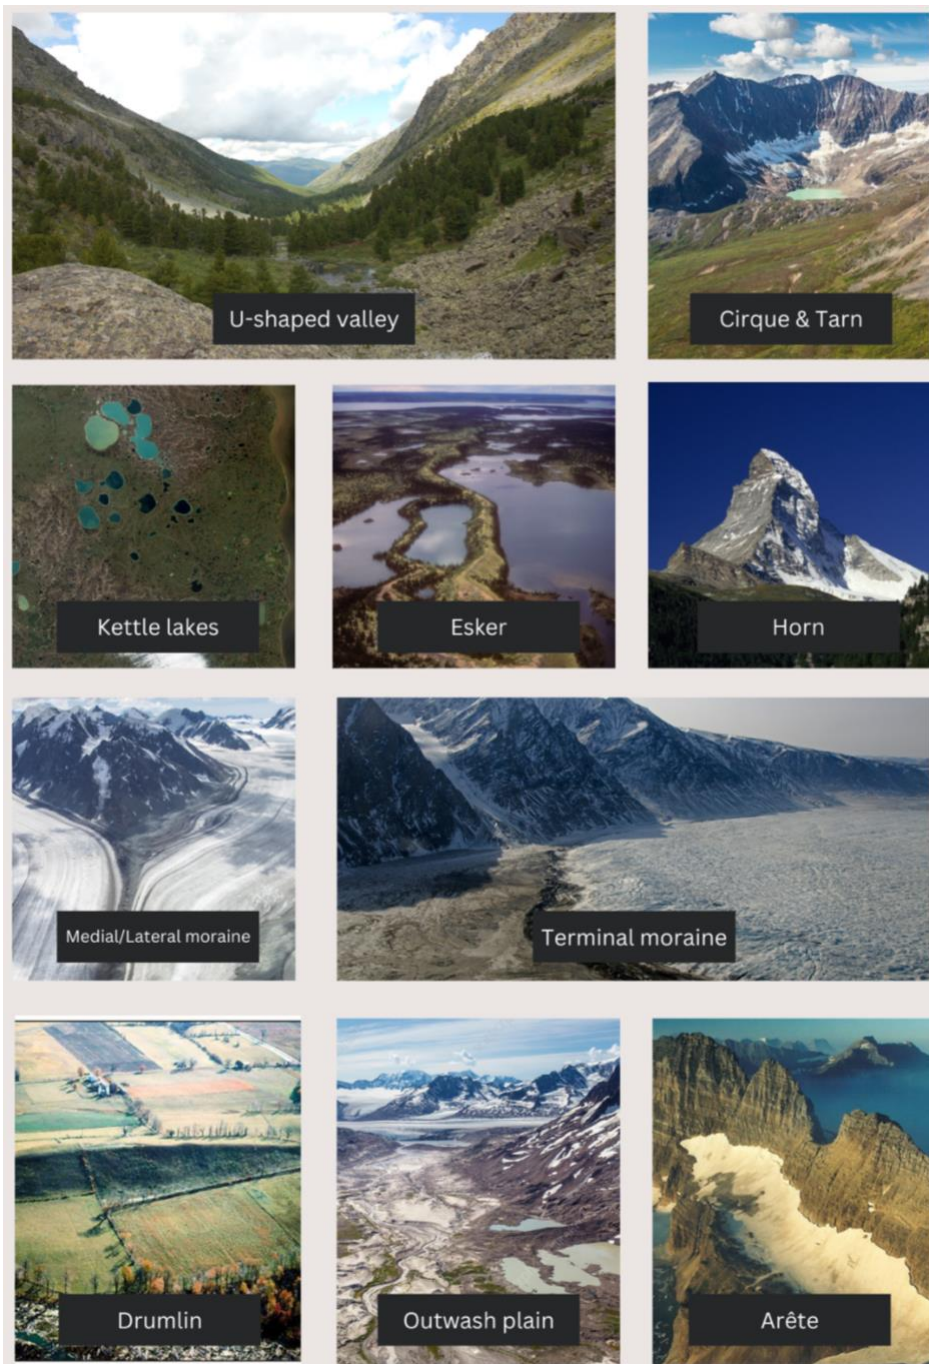 U-shaped valley
Cirque & Tarn
Kettle lakes
Esker
Horn
Medial/Lateral moraine
Terminal moraine
Drumlin
Outwash plain
Arête